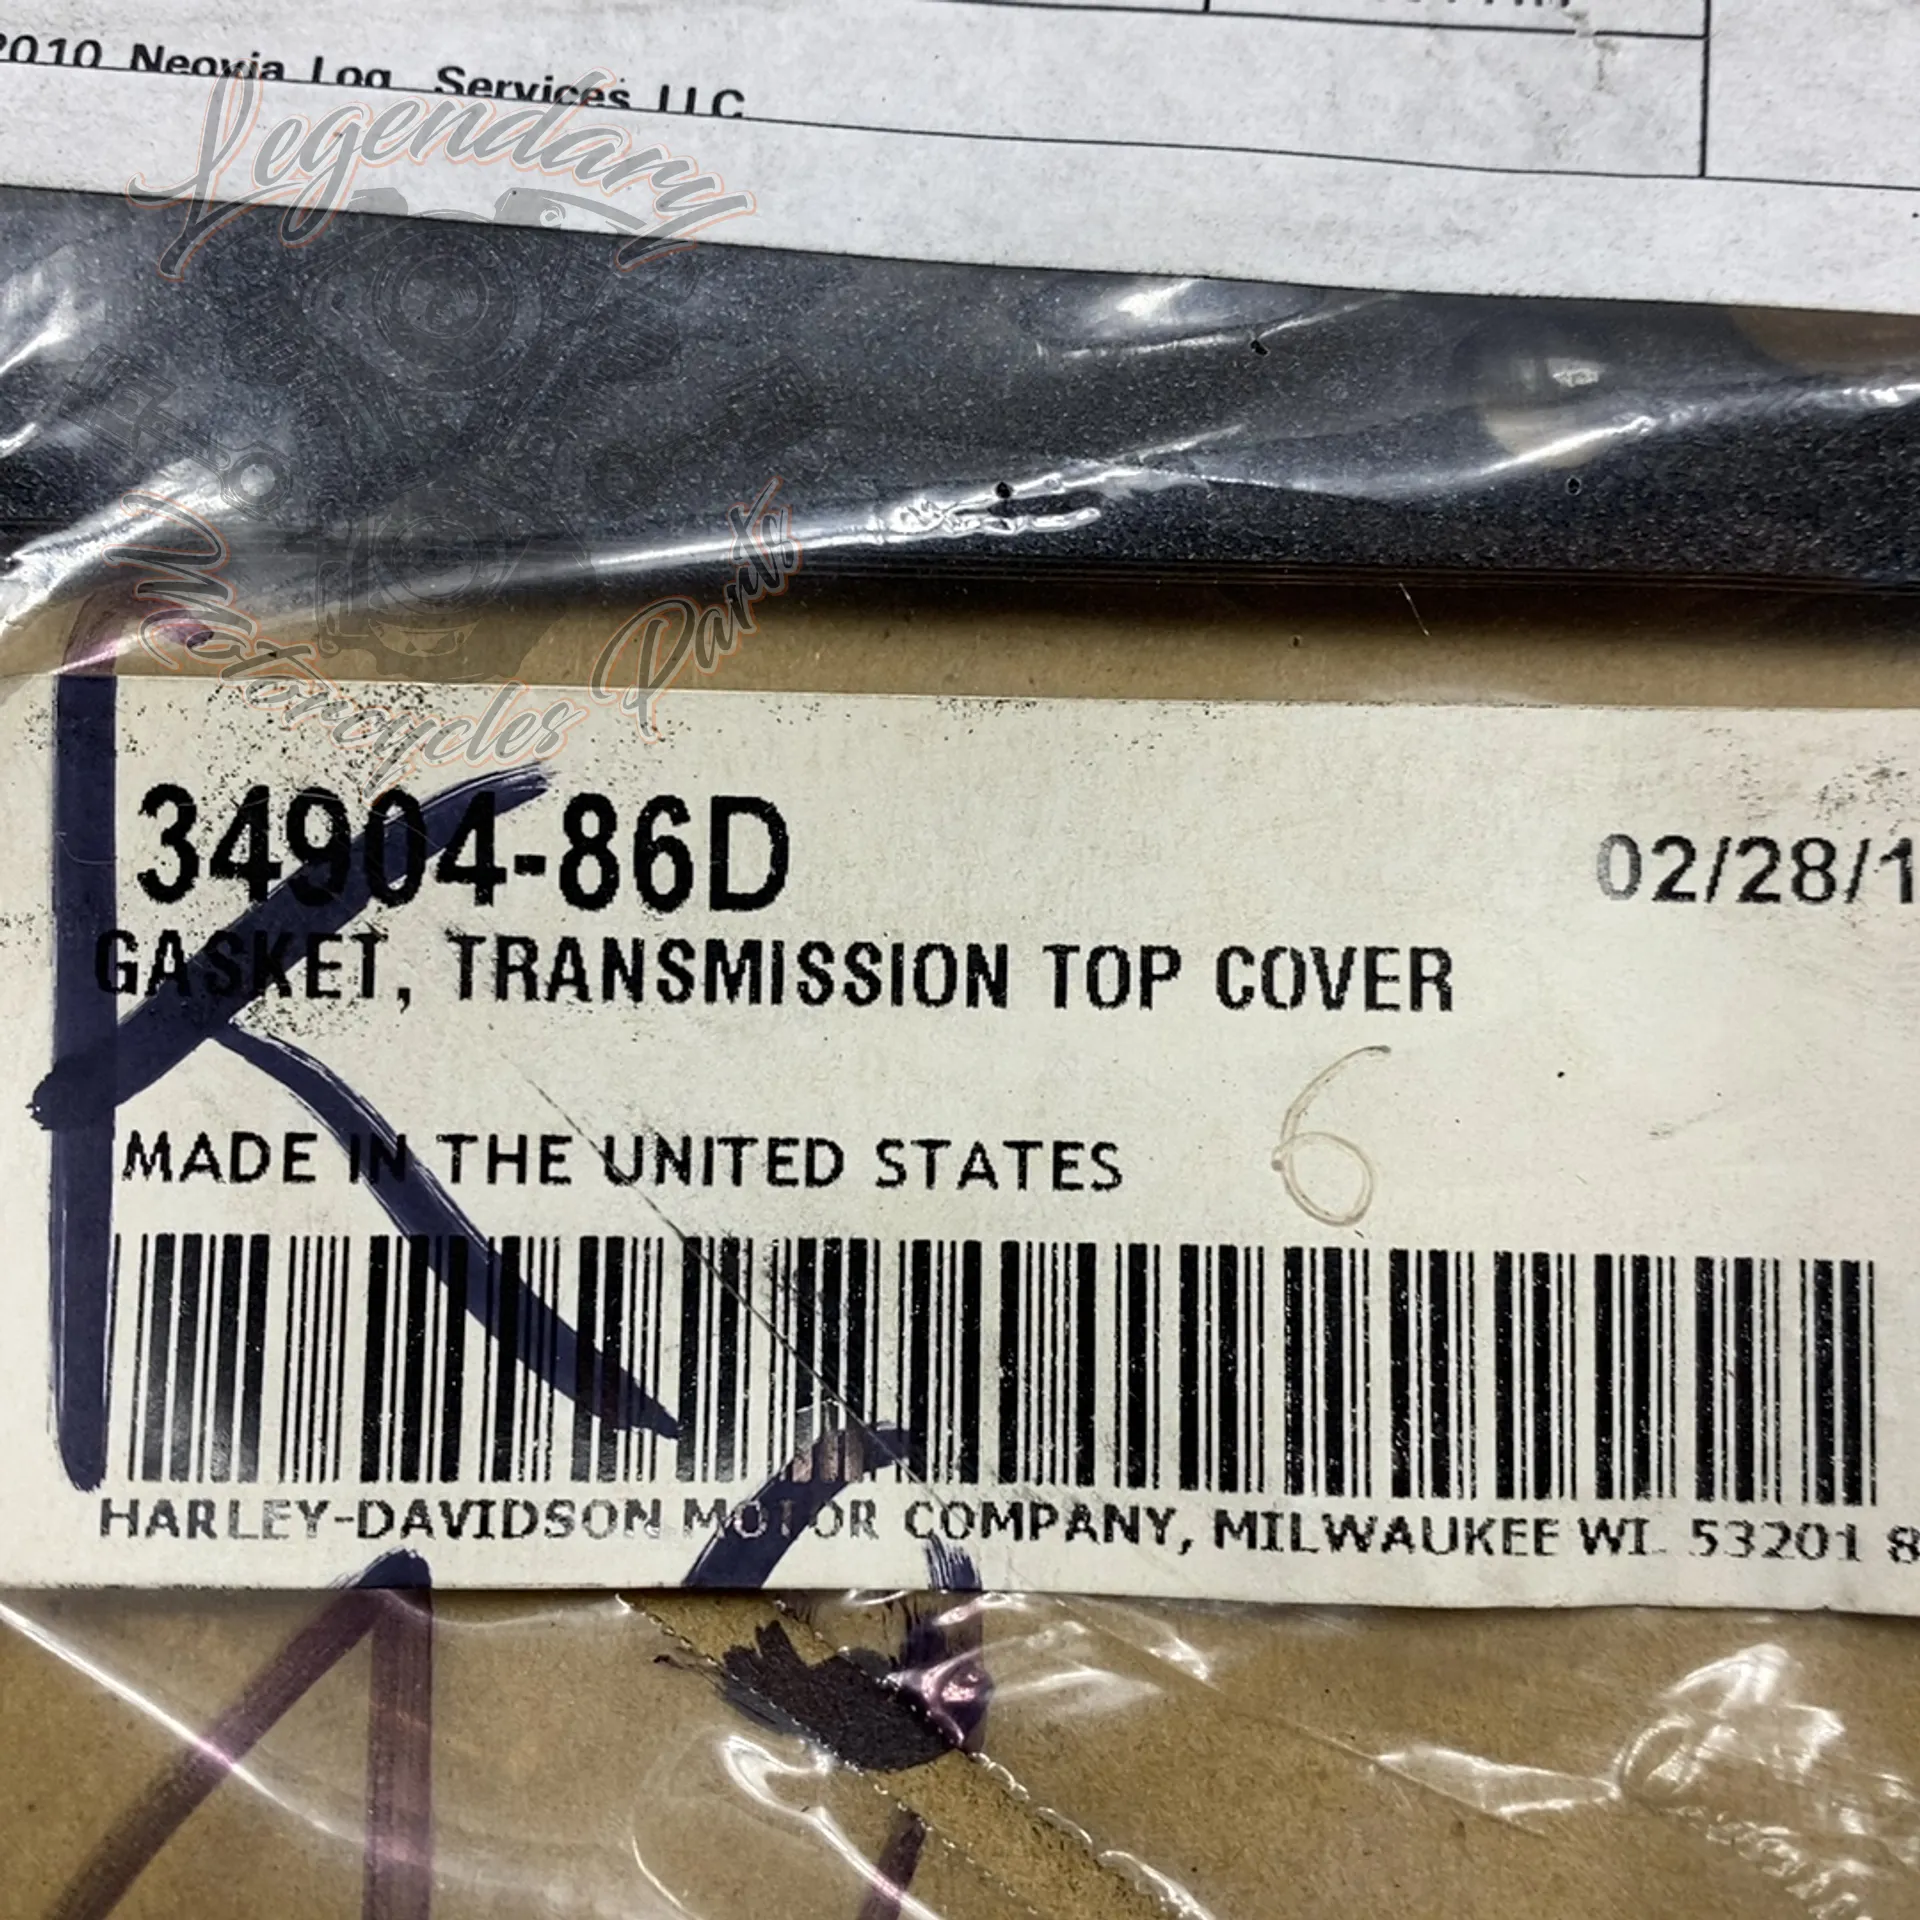 2010 Neovia Log. Services LLC
Legendary
Motorcycles Parts
34904-86D
02/28/1
GASKET, TRANSMISSION TOP COVER
6
MADE IN THE UNITED STATES
HARLEY-DAVIDSON MOTOR COMPANY, MILWAUKEE WI. 53201 8
K